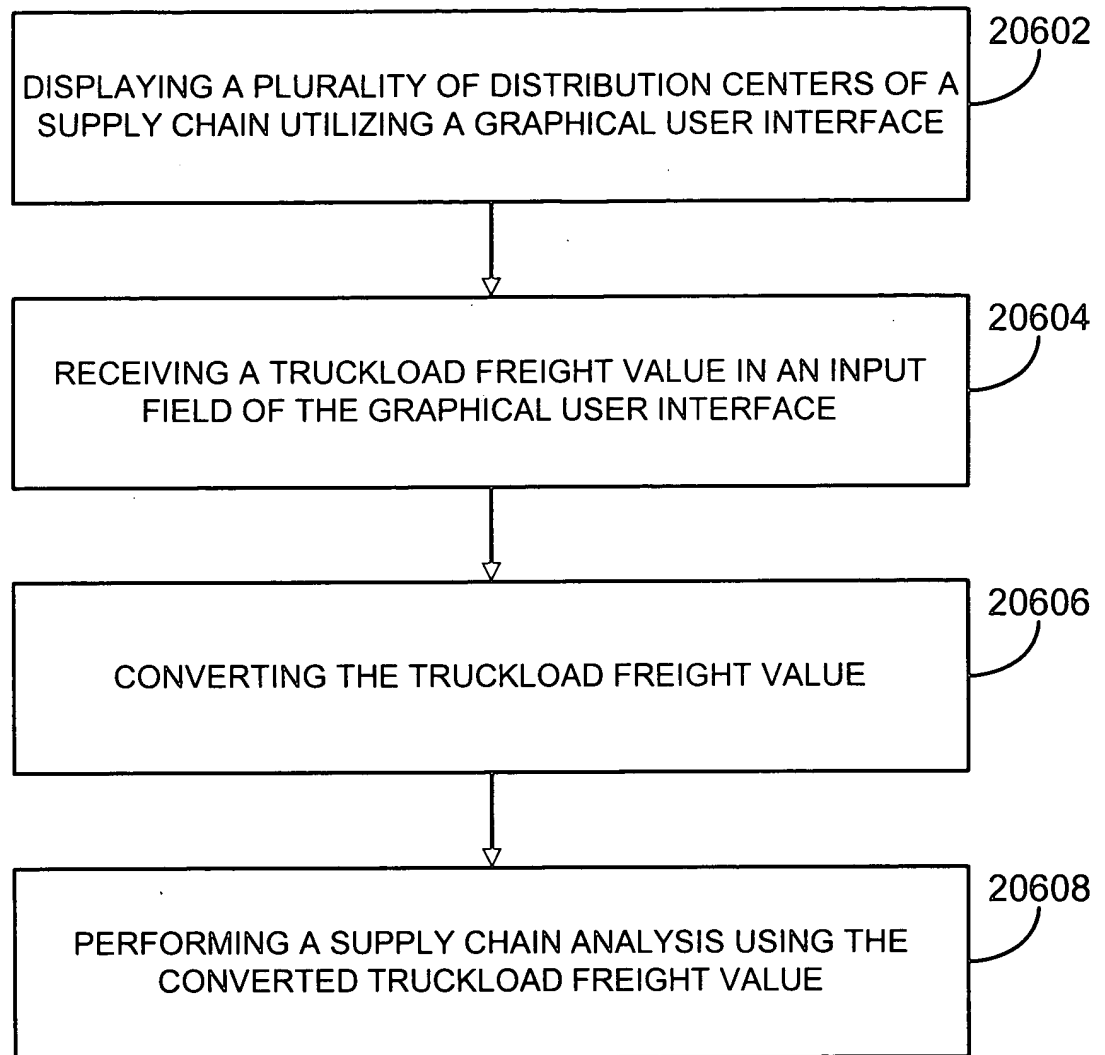 20602
DISPLAYING A PLURALITY OF DISTRIBUTION CENTERS OF A
SUPPLY CHAIN UTILIZING A GRAPHICAL USER INTERFACE
20604
RECEIVING A TRUCKLOAD FREIGHT VALUE IN AN INPUT
FIELD OF THE GRAPHICAL USER INTERFACE
20606
CONVERTING THE TRUCKLOAD FREIGHT VALUE
20608
PERFORMING A SUPPLY CHAIN ANALYSIS USING THE
CONVERTED TRUCKLOAD FREIGHT VALUE